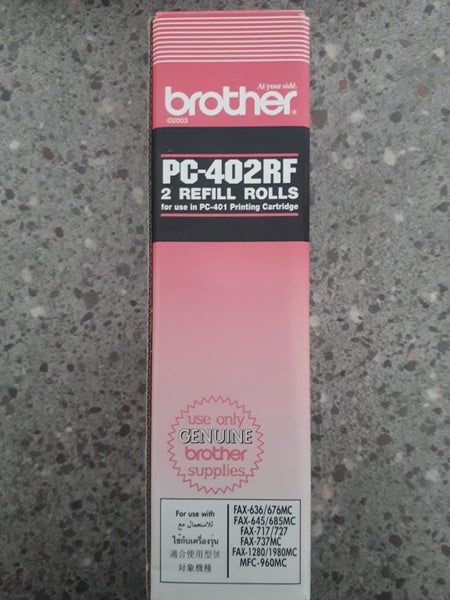 At your side.
brother®
©2003
PC-402RF
2 REFILL ROLLS
for use in PC-401 Printing Cartridge
use only
GENUINE
brother
supplies
For use with
للاستعمال مع
ใช้กับเครื่องรุ่น
適合使用型號
対象機種
FAX-636/676MC
FAX-645/685MC
FAX-717/727
FAX-737MC
FAX-1280/1980MC
MFC-960MC